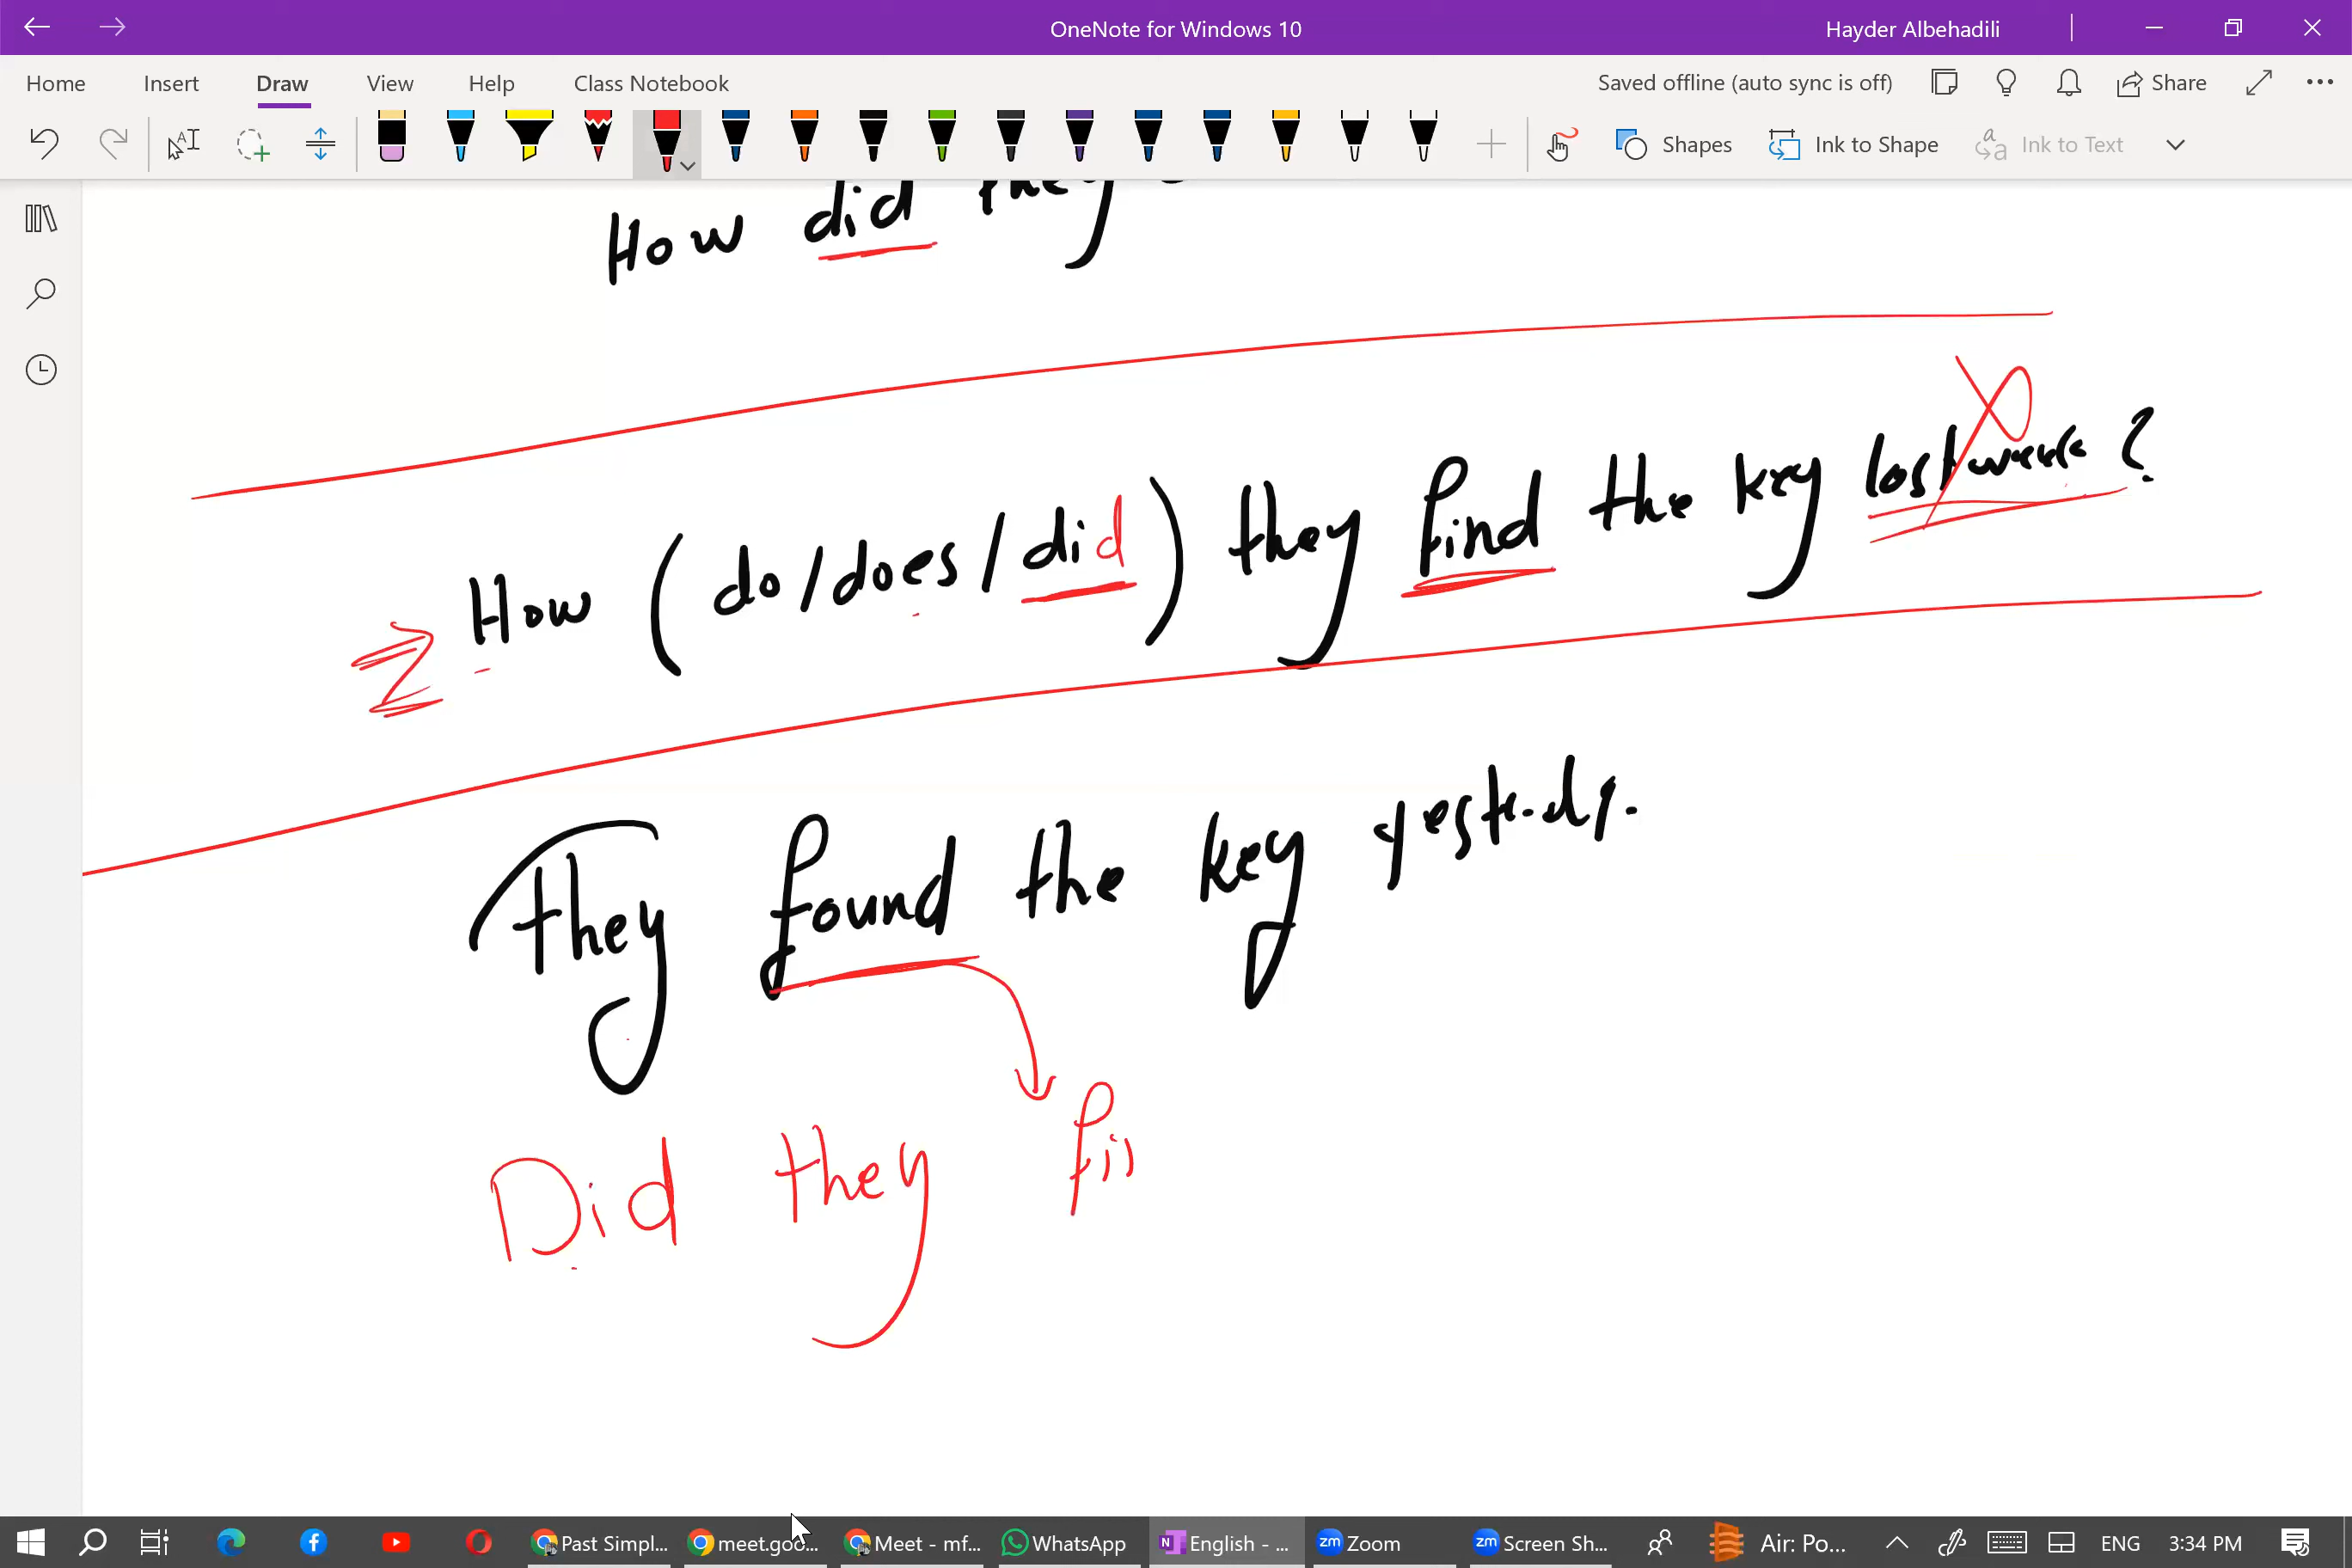 OneNote for Windows 10
Hayder Albehadili
Home Insert Draw View Help Class Notebook
Saved offline (auto sync is off) Share
Shapes Ink to Shape Ink to Text
How did they
How (do/does/did) they find the key ?
They found the key
Did they
Past Simpl... meet.goo... Meet - mf... WhatsApp English - ... Zoom Screen Sh... Air: Po... ENG 3:34 PM